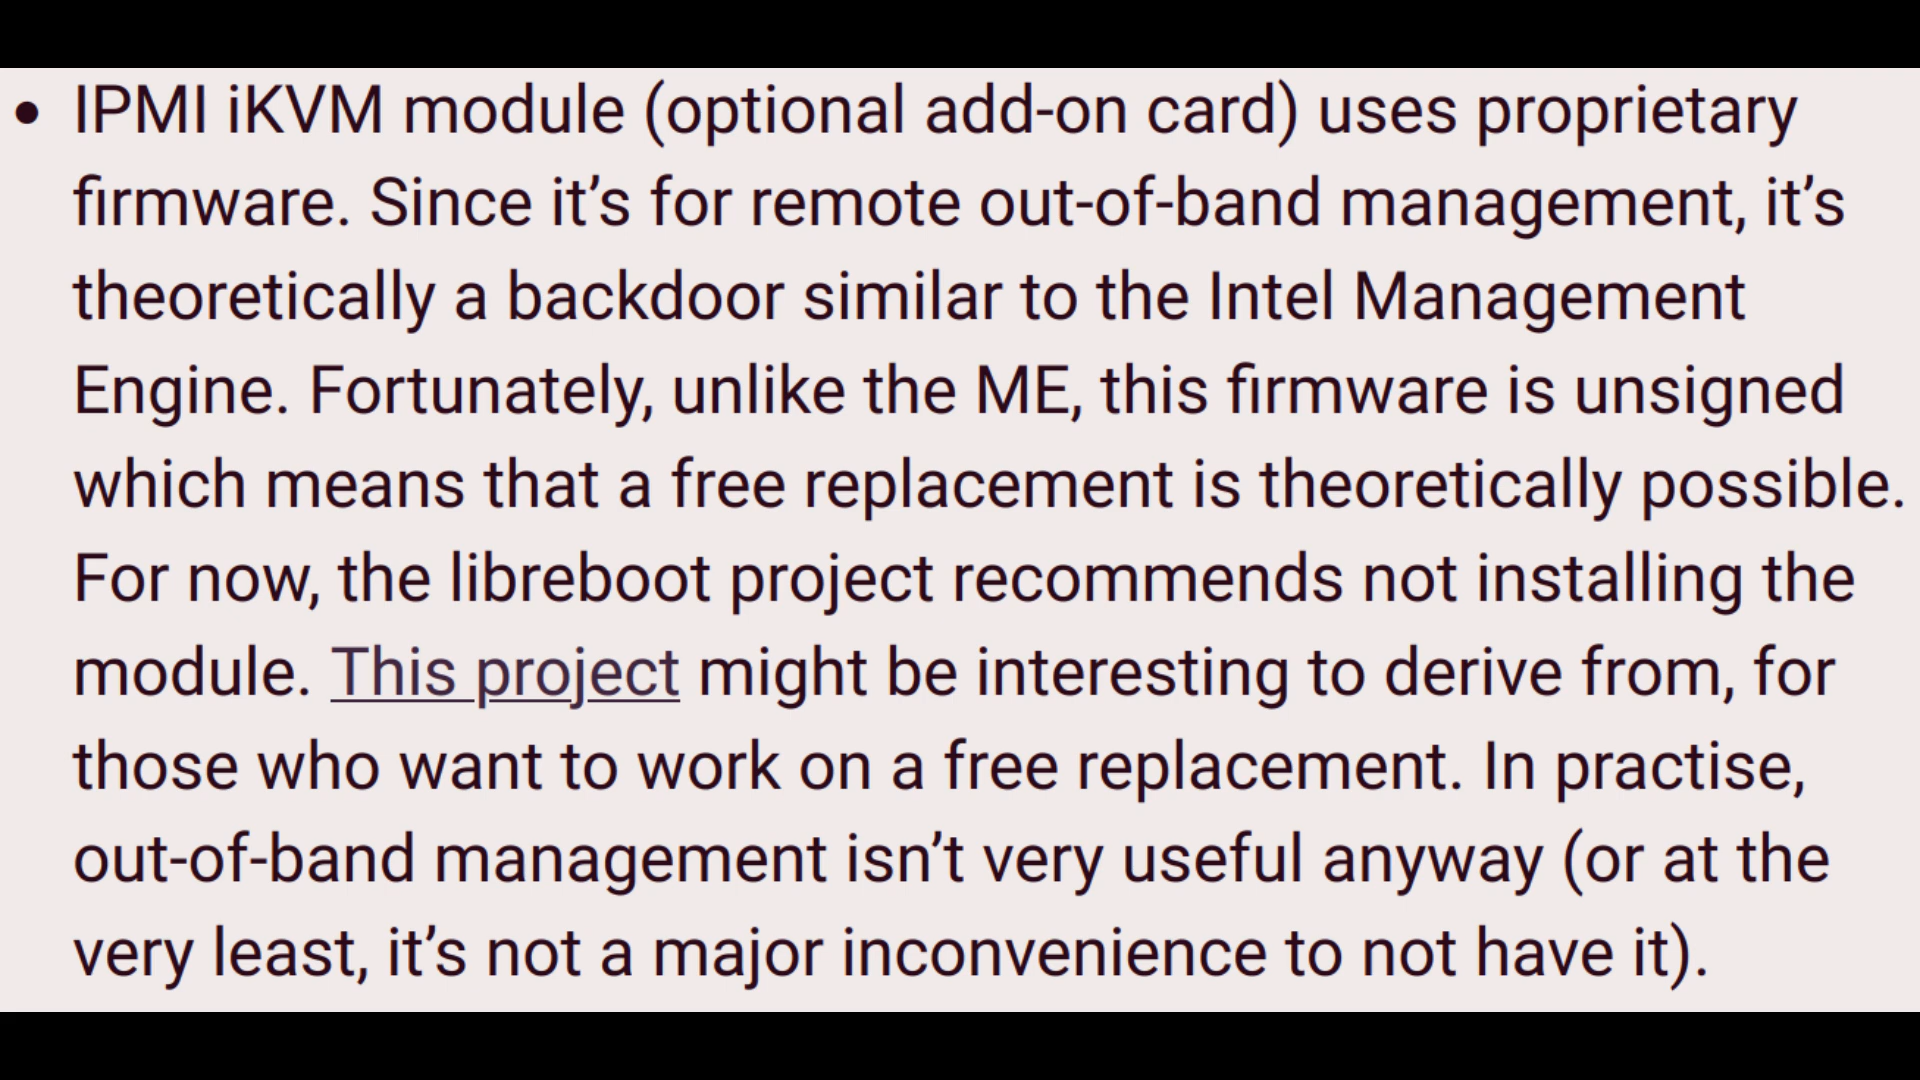 • IPMI iKVM module (optional add-on card) uses proprietary
firmware. Since it’s for remote out-of-band management, it’s
theoretically a backdoor similar to the Intel Management
Engine. Fortunately, unlike the ME, this firmware is unsigned
which means that a free replacement is theoretically possible.
For now, the libreboot project recommends not installing the
module. This project might be interesting to derive from, for
those who want to work on a free replacement. In practise,
out-of-band management isn’t very useful anyway (or at the
very least, it’s not a major inconvenience to not have it).